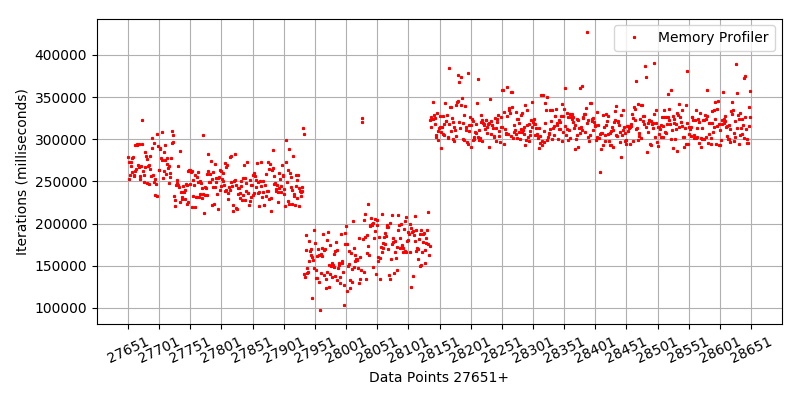 Memory Profiler
Iterations (milliseconds)
400000
350000
300000
250000
200000
150000
100000
27651 27701 27751 27801 27851 27901 27951 28001 28051 28101 28151 28201 28251 28301 28351 28401 28451 28501 28551 28601 28651
Data Points 27651+